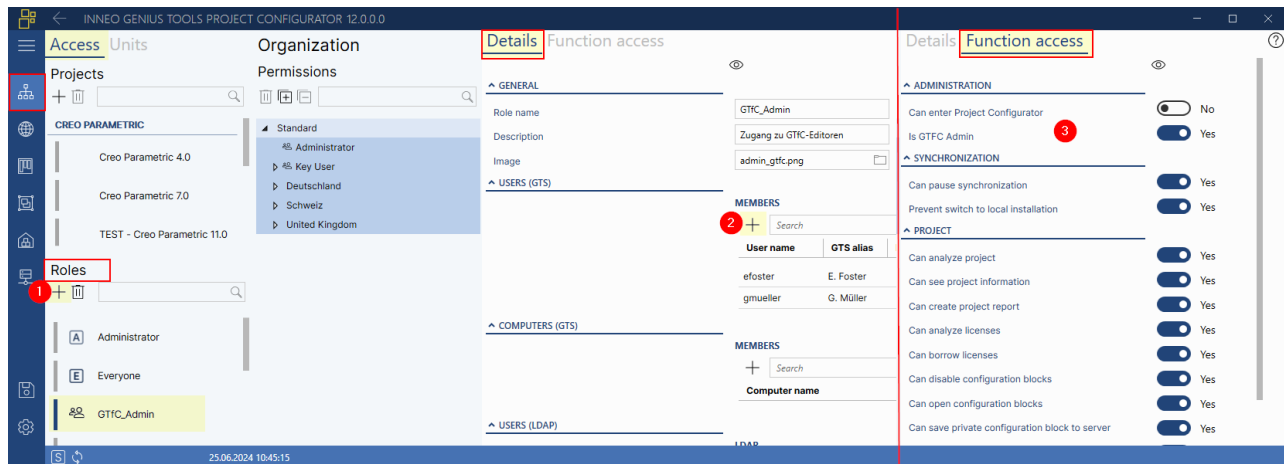 INNEO GENIUS TOOLS PROJECT CONFIGURATOR 12.0.0.0
Access Units
Projects
CREO PARAMETRIC
Creo Parametric 4.0
Creo Parametric 7.0
TEST - Creo Parametric 11.0
Roles
1
A Administrator
E Everyone
GTfC_Admin
Organization
Permissions
Standard
Administrator
Key User
Deutschland
Schweiz
United Kingdom
Details Function access
GENERAL
Role name GTfC_Admin
Description Zugang zu GTfC-Editoren
Image admin_gtfc.png
USERS (GTS)
MEMBERS
2 Search
User name GTS alias
efoster E. Foster
gmueller G. Müller
COMPUTERS (GTS)
MEMBERS
Search
Computer name
USERS (LDAP)
LDAP
Details Function access
?
ADMINISTRATION
Can enter Project Configurator No
Is GTFC Admin 3 Yes
SYNCHRONIZATION
Can pause synchronization Yes
Prevent switch to local installation Yes
PROJECT
Can analyze project Yes
Can see project information Yes
Can create project report Yes
Can analyze licenses Yes
Can borrow licenses Yes
Can disable configuration blocks Yes
Can open configuration blocks Yes
Can save private configuration block to server Yes
S 25.06.2024 10:45:15